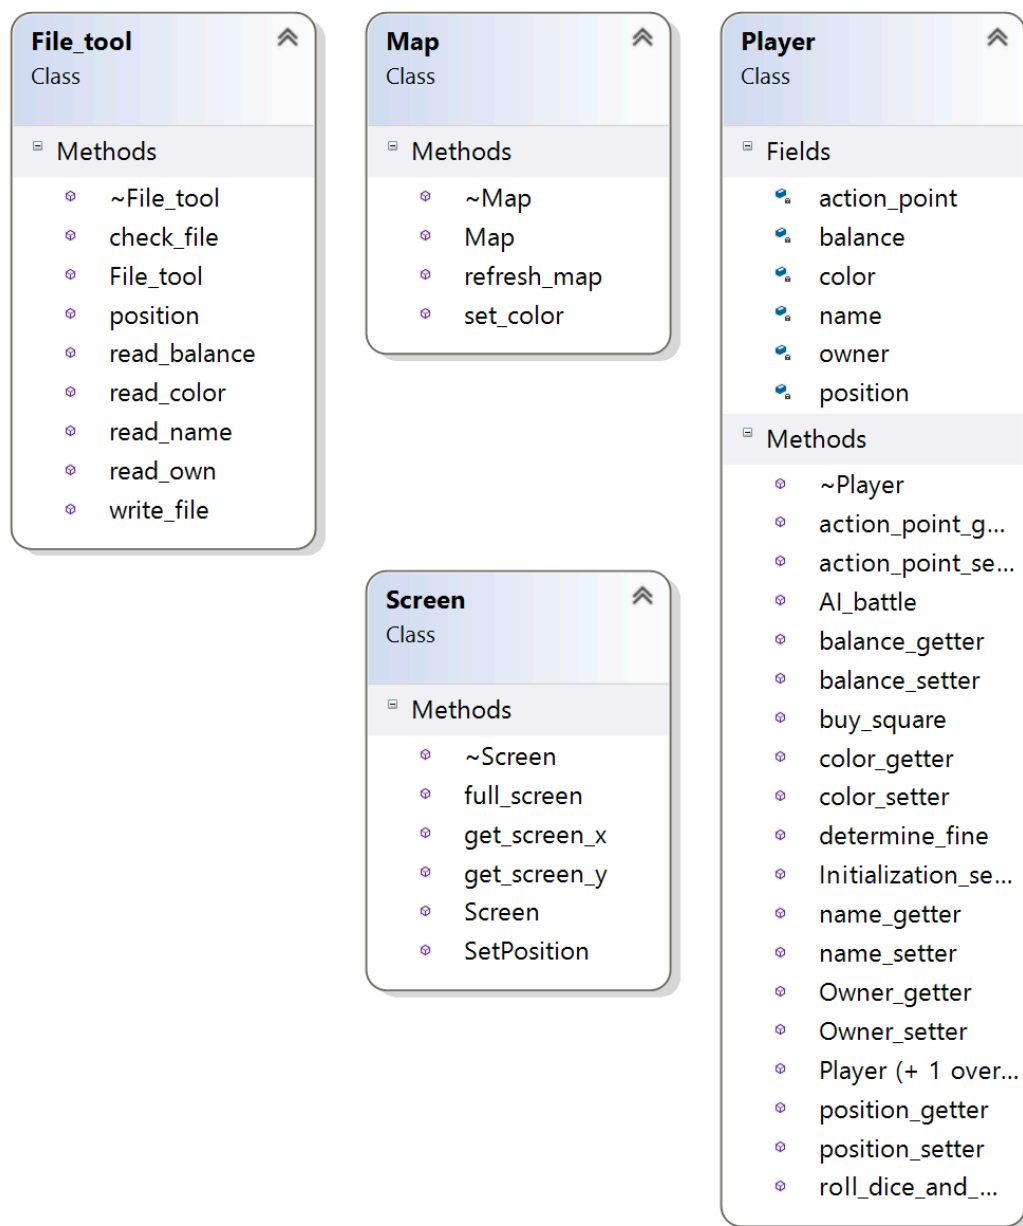 File_tool
Class
Methods
~File_tool
check_file
File_tool
position
read_balance
read_color
read_name
read_own
write_file
Map
Class
Methods
~Map
Map
refresh_map
set_color
Screen
Class
Methods
~Screen
full_screen
get_screen_x
get_screen_y
Screen
SetPosition
Player
Class
Fields
action_point
balance
color
name
owner
position
Methods
~Player
action_point_g...
action_point_se...
AI_battle
balance_getter
balance_setter
buy_square
color_getter
color_setter
determine_fine
Initialization_se...
name_getter
name_setter
Owner_getter
Owner_setter
Player (+ 1 over...
position_getter
position_setter
roll_dice_and_...